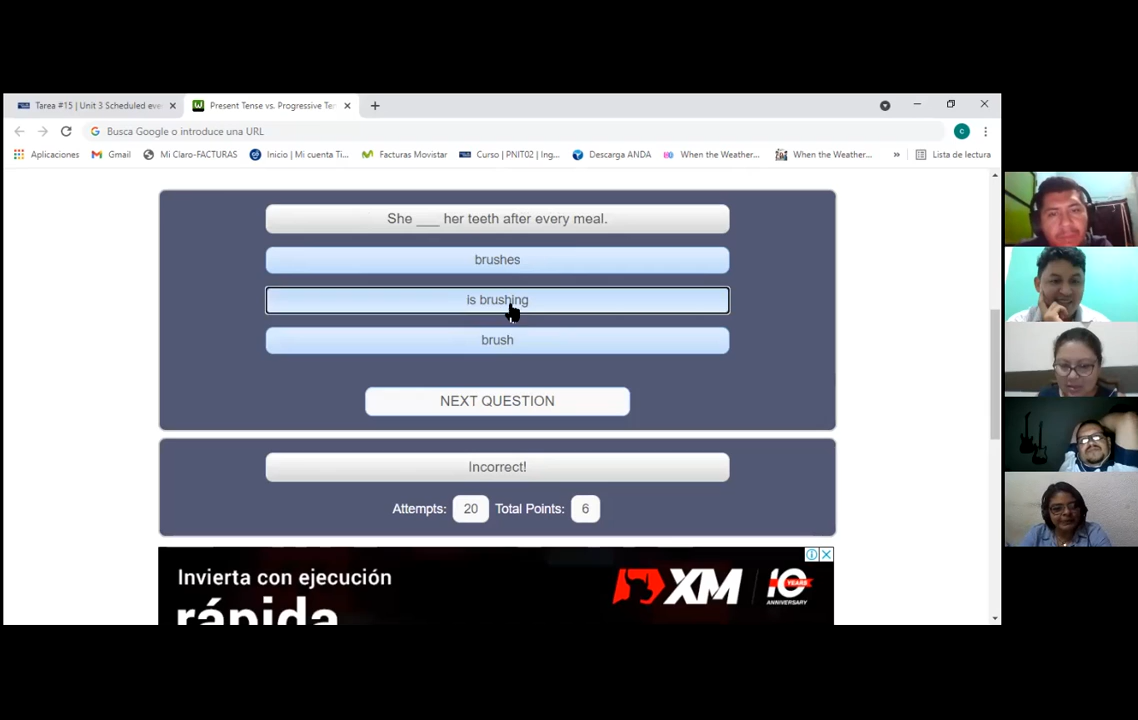 Tarea #15 | Unit 3 Scheduled eve
Present Tense vs. Progressive Te
Busca Google o introduce una URL
Aplicaciones
Gmail
Mi Claro-FACTURAS
Inicio | Mi cuenta Ti...
Facturas Movistar
Curso | PNIT02 | Ing...
Descarga ANDA
When the Weather...
When the Weather...
»
Lista de lectura
She ___ her teeth after every meal.
brushes
is brushing
brush
NEXT QUESTION
Incorrect!
Attempts: 20 Total Points: 6
Invierta con ejecución
rápida
XM
10
YEARS
ANNIVERSARY